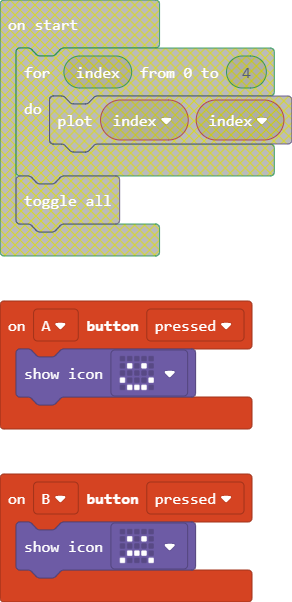 on start
for index from 0 to 4
do
plot index index
toggle all
on A button pressed
show icon
on B button pressed
show icon